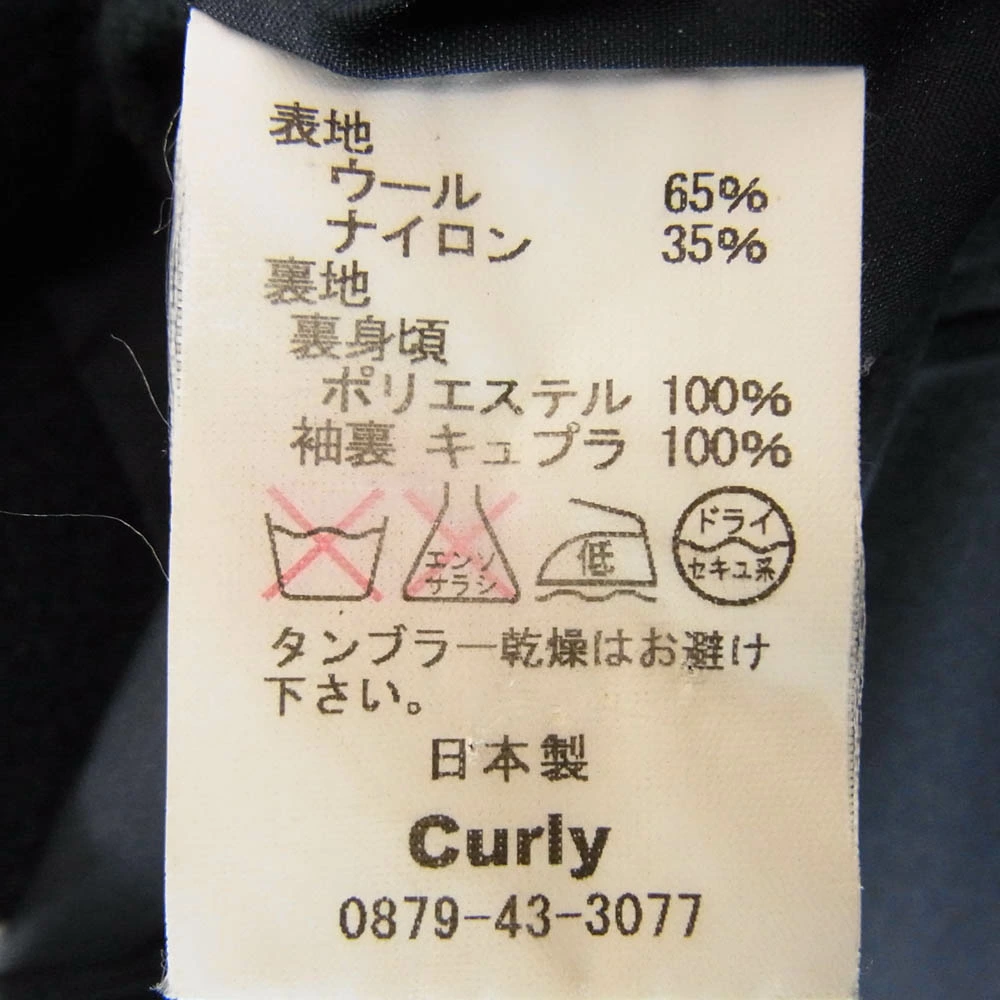 表地
ウール 65%
ナイロン 35%
裏地
裏身頃
ポリエステル 100%
袖裏 キュプラ 100%
エンソ
サラシ
低
ドライ
セキユ系
タンブラー乾燥はお避け
下さい。
日本製
Curly
0879-43-3077